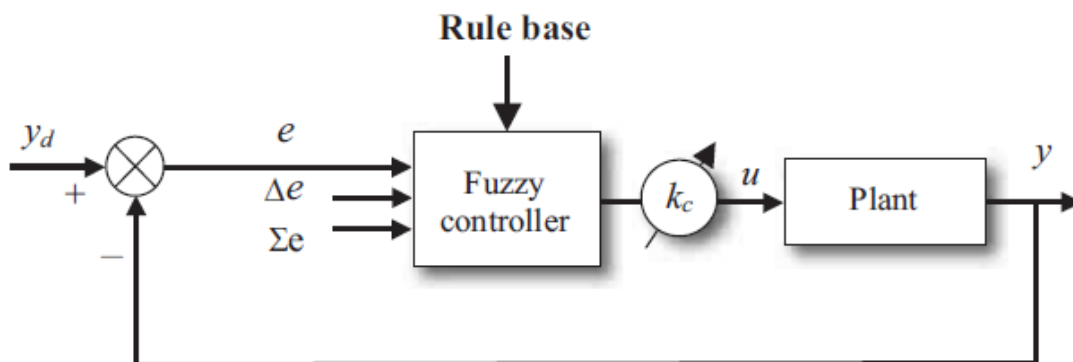 Rule base
y_d
+
−
e
Δe
Σe
Fuzzy
controller
k_c
u
Plant
y